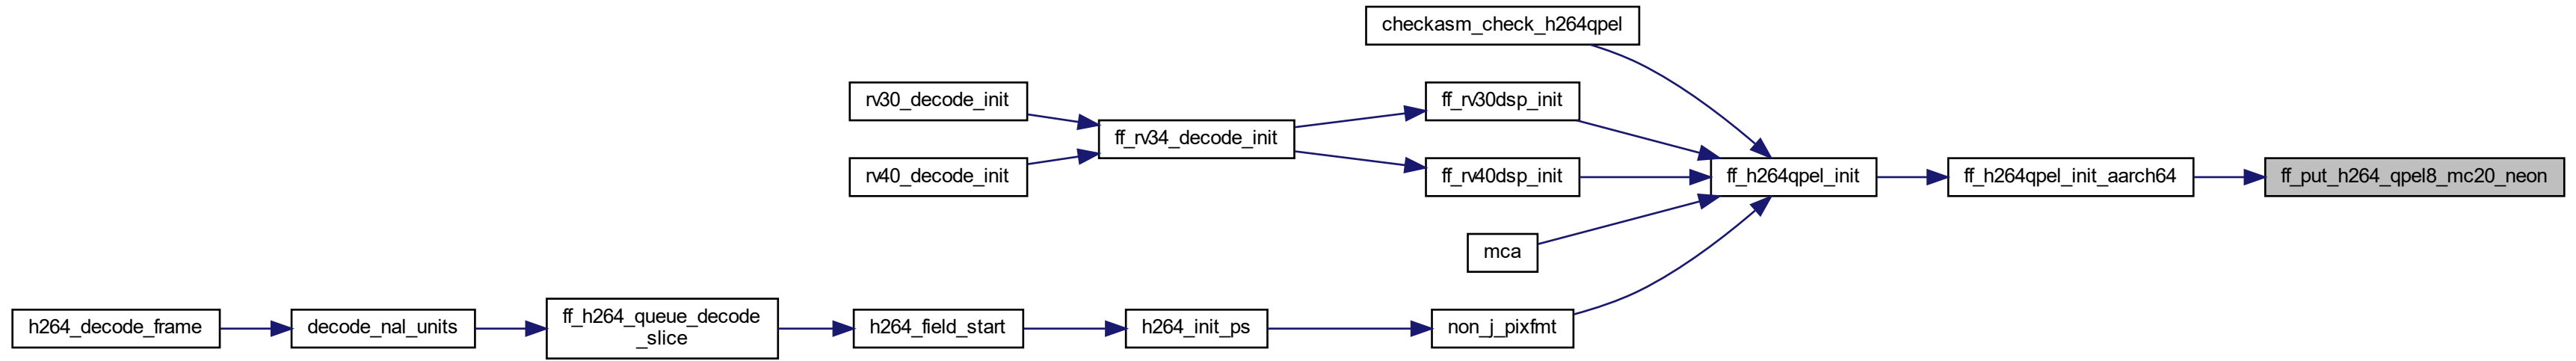 checkasm_check_h264qpel
rv30_decode_init
ff_rv30dsp_init
ff_rv34_decode_init
rv40_decode_init
ff_rv40dsp_init
ff_h264qpel_init
ff_h264qpel_init_aarch64
ff_put_h264_qpel8_mc20_neon
mca
h264_decode_frame
decode_nal_units
ff_h264_queue_decode
_slice
h264_field_start
h264_init_ps
non_j_pixfmt